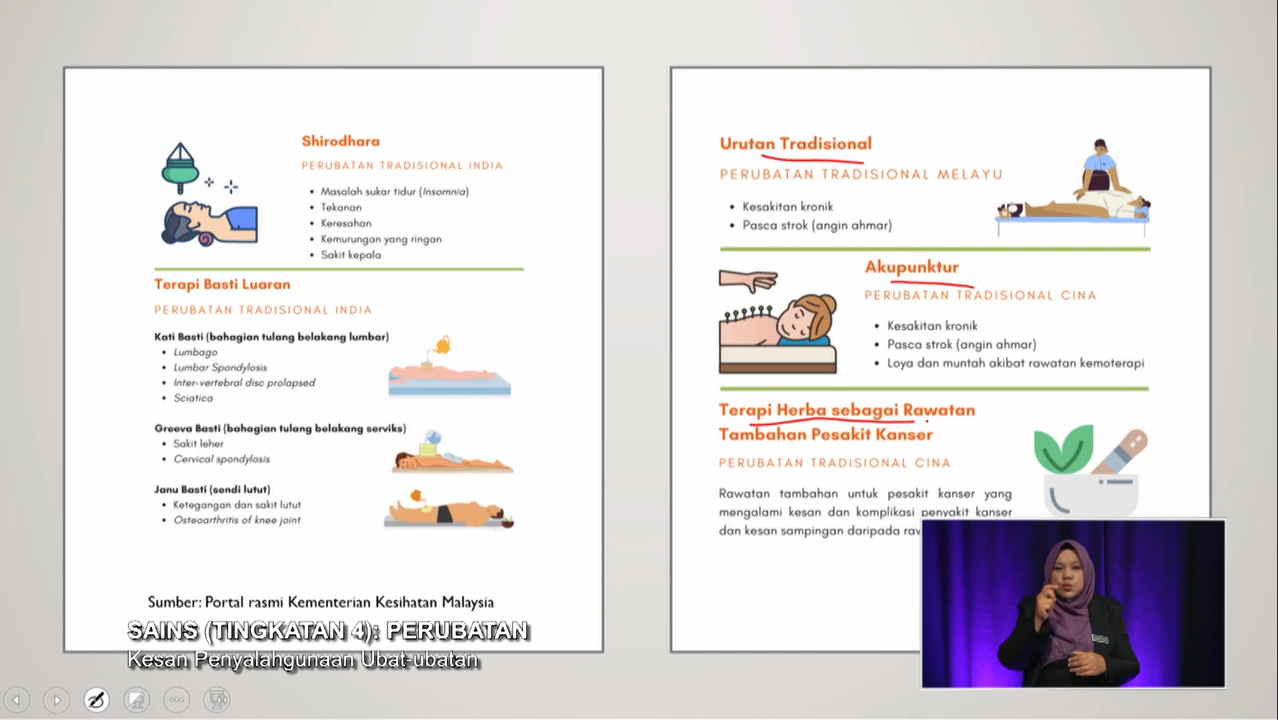 Shirodhara
PERUBATAN TRADISIONAL INDIA
Masalah sukar tidur (Insomnia)
Tekanan
Keresahan
Kemurungan yang ringan
Sakit kepala
Terapi Basti Luaran
PERUBATAN TRADISIONAL INDIA
Kati Basti (bahagian tulang belakang lumbar)
Lumbago
Lumbar Spondylosis
Inter-vertebral disc prolapsed
Sciatica
Greeva Basti (bahagian tulang belakang serviks)
Sakit leher
Cervical spondylosis
Janu Basti (sendi lutut)
Ketegangan dan sakit lutut
Osteoarthritis of knee joint
Sumber: Portal rasmi Kementerian Kesihatan Malaysia
SAINS (TINGKATAN 4): PERUBATAN
Kesan Penyalahgunaan Ubat-ubatan
Urutan Tradisional
PERUBATAN TRADISIONAL MELAYU
Kesakitan kronik
Pasca strok (angin ahmar)
Akupunktur
PERUBATAN TRADISIONAL CINA
Kesakitan kronik
Pasca strok (angin ahmar)
Loya dan muntah akibat rawatan kemoterapi
Terapi Herba sebagai Rawatan
Tambahan Pesakit Kanser
PERUBATAN TRADISIONAL CINA
Rawatan tambahan untuk pesakit kanser yang
mengalami kesan dan komplikasi penyakit kanser
dan kesan sampingan daripada